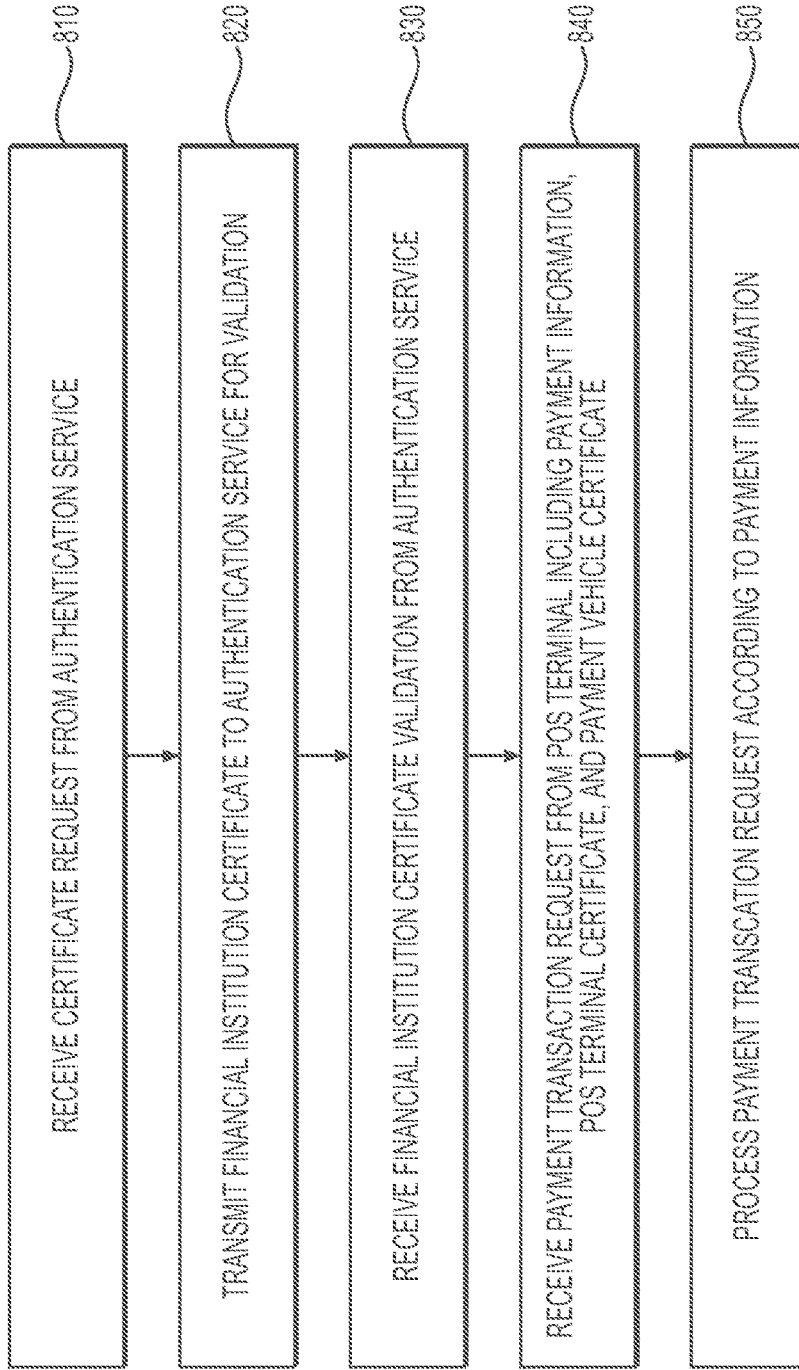 RECEIVE CERTIFICATE REQUEST FROM AUTHENTICATION SERVICE
810
TRANSMIT FINANCIAL INSTITUTION CERTIFICATE TO AUTHENTICATION SERVICE FOR VALIDATION
820
RECEIVE FINANCIAL INSTITUTION CERTIFICATE VALIDATION FROM AUTHENTICATION SERVICE
830
RECEIVE PAYMENT TRANSACTION REQUEST FROM POS TERMINAL INCLUDING PAYMENT INFORMATION,
POS TERMINAL CERTIFICATE, AND PAYMENT VEHICLE CERTIFICATE
840
PROCESS PAYMENT TRANSCATION REQUEST ACCORDING TO PAYMENT INFORMATION
850